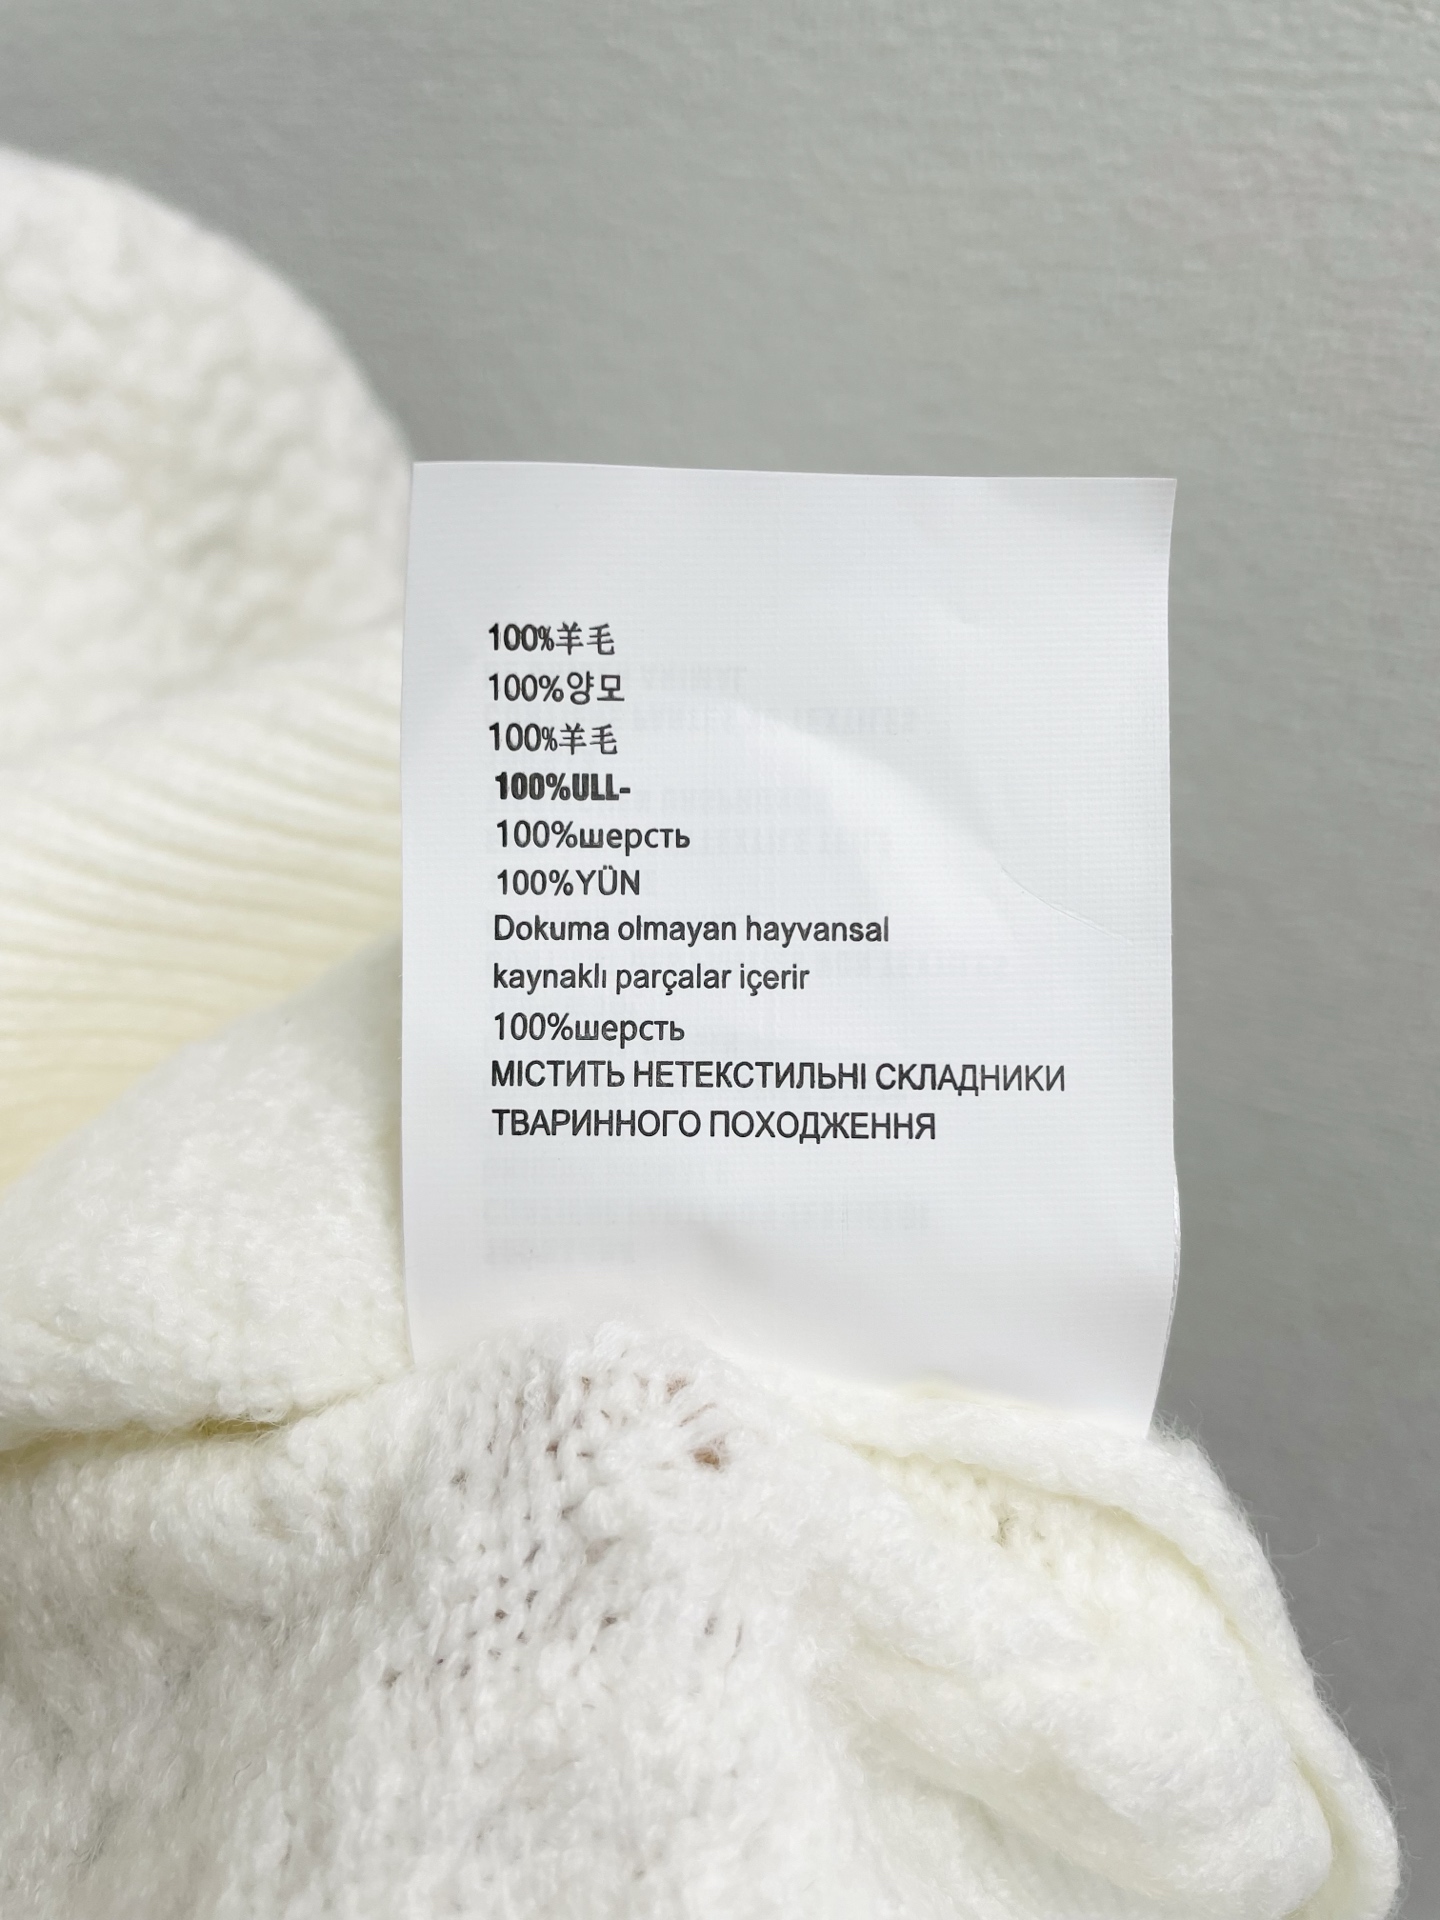 100%羊毛
100%양모
100%羊毛
100%ULL-
100%шерсть
100%YÜN
Dokuma olmayan hayvansal
kaynaklı parçalar içerir
100%шерсть
МІСТИТЬ НЕТЕКСТИЛЬНІ СКЛАДНИКИ
ТВАРИННОГО ПОХОДЖЕННЯ